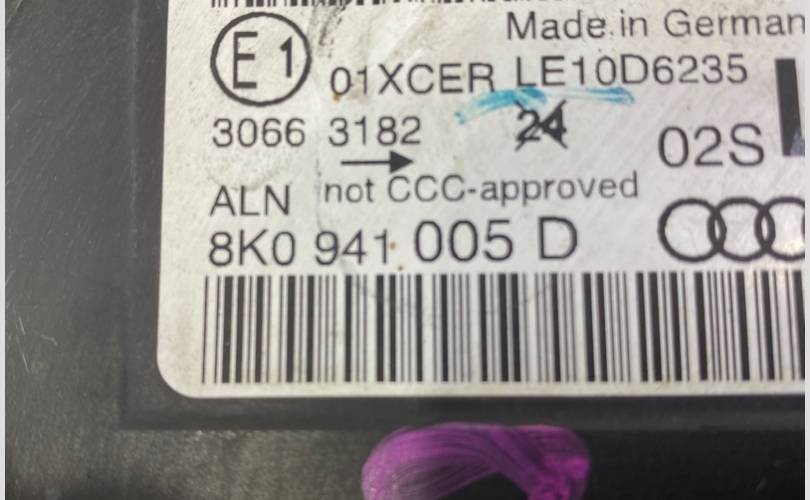 Made in German
E1 01XCER LE10D6235
3066 3182 24 02S
ALN not CCC-approved
8K0 941 005 D